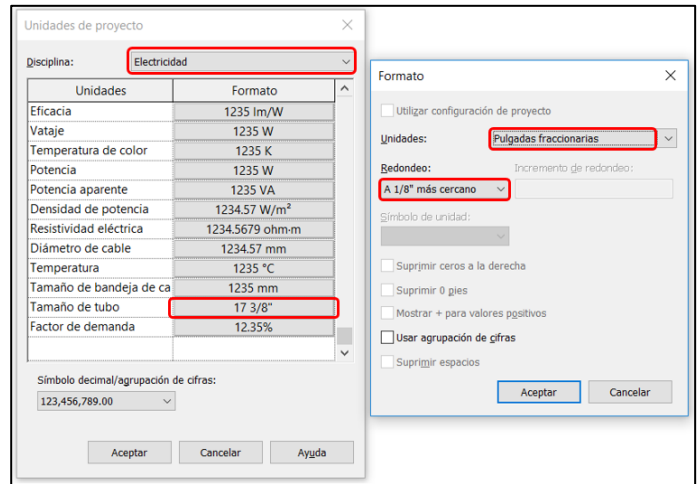 Unidades de proyecto
Disciplina: Electricidad
Unidades Formato
Eficacia 1235 lm/W
Vataje 1235 W
Temperatura de color 1235 K
Potencia 1235 W
Potencia aparente 1235 VA
Densidad de potencia 1234.57 W/m²
Resistividad eléctrica 1234.5679 ohm·m
Diámetro de cable 1234.57 mm
Temperatura 1235 °C
Tamaño de bandeja de ca 1235 mm
Tamaño de tubo 17 3/8"
Factor de demanda 12.35%
Símbolo decimal/agrupación de cifras:
123,456,789.00
Aceptar Cancelar Ayuda
Formato
Utilizar configuración de proyecto
Unidades: Pulgadas fraccionarias
Redondeo: Incremento de redondeo:
A 1/8" más cercano
Símbolo de unidad:
Suprimir ceros a la derecha
Suprimir 0 pies
Mostrar + para valores positivos
Usar agrupación de cifras
Suprimir espacios
Aceptar Cancelar